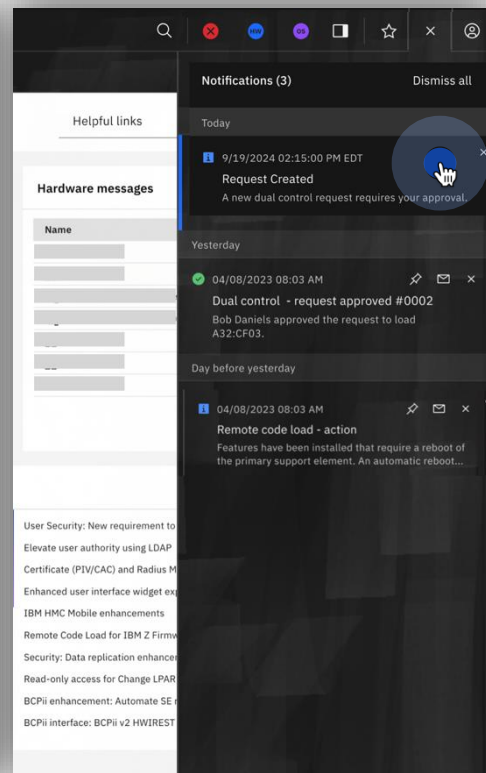 HW
OS
Notifications (3)
Dismiss all
Today
9/19/2024 02:15:00 PM EDT
Request Created
A new dual control request requires your approval.
Yesterday
04/08/2023 08:03 AM
Dual control - request approved #0002
Bob Daniels approved the request to load
A32:CF03.
Day before yesterday
04/08/2023 08:03 AM
Remote code load - action
Features have been installed that require a reboot of
the primary support element. An automatic reboot...
Helpful links
Hardware messages
Name
User Security: New requirement to
Elevate user authority using LDAP
Certificate (PIV/CAC) and Radius M
Enhanced user interface widget exp
IBM HMC Mobile enhancements
Remote Code Load for IBM Z Firmw
Security: Data replication enhancer
Read-only access for Change LPAR
BCPii enhancement: Automate SE r
BCPii interface: BCPii v2 HWIREST